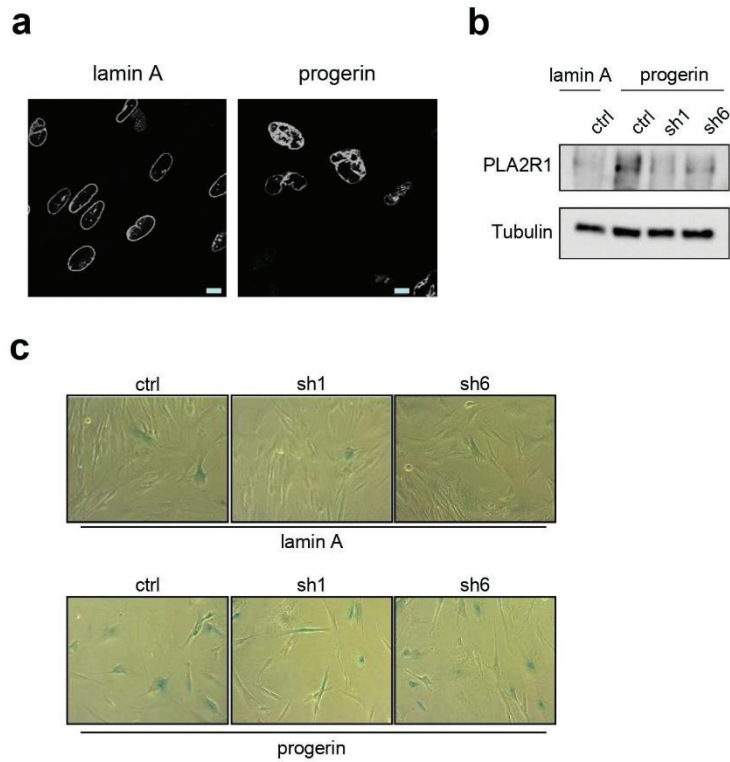 a
lamin A progerin
b
lamin A progerin
ctrl ctrl sh1 sh6
PLA2R1
Tubulin
c
ctrl sh1 sh6
lamin A
ctrl sh1 sh6
progerin